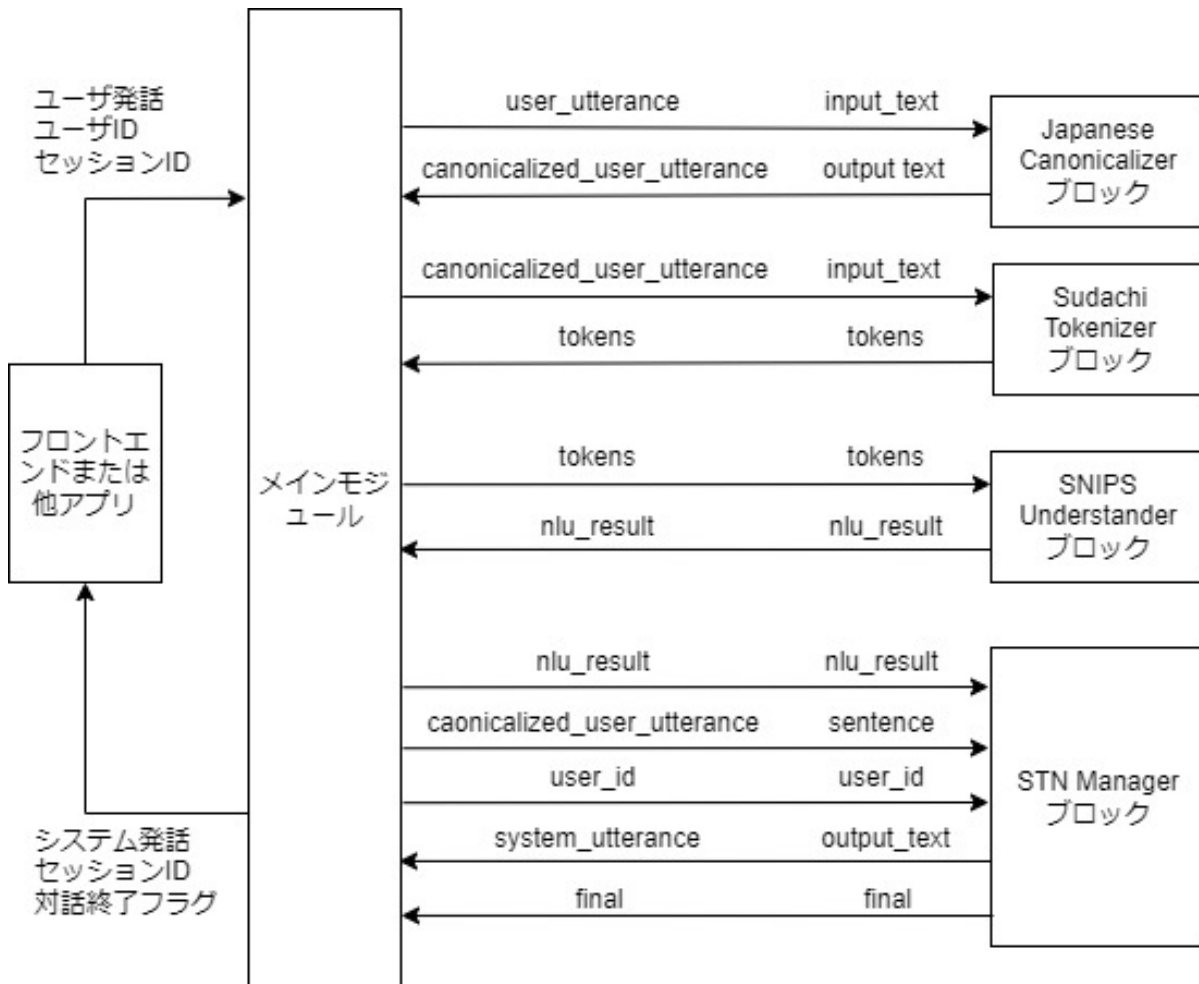 ユーザ発話
ユーザID
セッションID
フロントエ
ンドまたは
他アプリ
システム発話
セッションID
対話終了フラグ
メインモジ
ュール
user_utterance input_text
canonicalized_user_utterance output text
Japanese
Canonicalizer
ブロック
canonicalized_user_utterance input_text
tokens tokens
Sudachi
Tokenizer
ブロック
tokens tokens
nlu_result nlu_result
SNIPS
Understander
ブロック
nlu_result nlu_result
caonicalized_user_utterance sentence
user_id user_id
system_utterance output_text
final final
STN Manager
ブロック